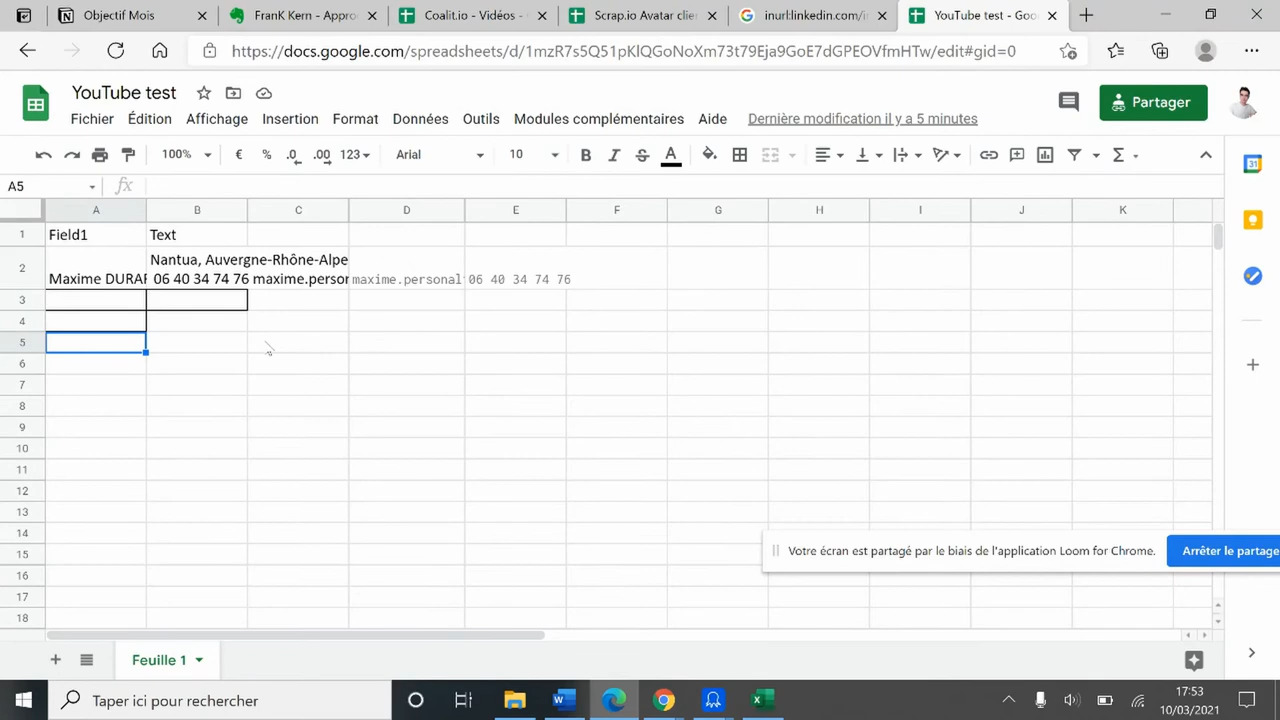 Objectif Mois
FranK Kern - Appro
Coalit.io - Vidéos -
Scrap.io Avatar clier
inurl:linkedin.com/i
YouTube test - Goo
https://docs.google.com/spreadsheets/d/1mzR7s5Q51pKlQGoNoXm73t79Eja9GoE7dGPEOVfmHTw/edit#gid=0
YouTube test
Partager
Fichier Édition Affichage Insertion Format Données Outils Modules complémentaires Aide Dernière modification il y a 5 minutes
100% € % .0 .00 123 Arial 10 B I S A Σ
A5 fx
31
A B C D E F G H I J K
1 Field1 Text
Nantua, Auvergne-Rhône-Alpe
2 Maxime DURAF 06 40 34 74 76 maxime.person maxime.personal 06 40 34 74 76
3
4
5
6
7
8
9
10
11
12
13
14
15
16
17
18
Votre écran est partagé par le biais de l'application Loom for Chrome. Arrêter le partage
Feuille 1
Taper ici pour rechercher
17:53
10/03/2021